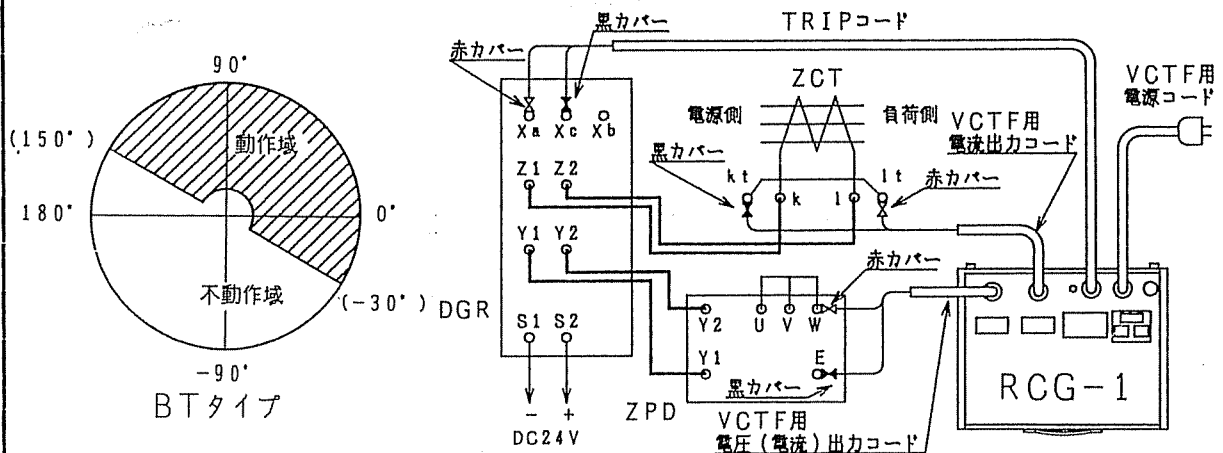 90°
(150°)
動作域
180°
0°
不動作域
(-30°)
-90°
BTタイプ
赤カバー
黒カバー
TRIPコード
Xa Xc Xb
Z1 Z2
Y1 Y2
DGR
S1 S2
- +
DC24V
ZCT
電源側
負荷側
黒カバー
kt
k
l
lt
赤カバー
VCTF用
電流出力コード
VCTF用
電源コード
赤カバー
Y2 U V W
Y1 E
黒カバー
ZPD
VCTF用
電圧(電流)出力コード
RCG-1